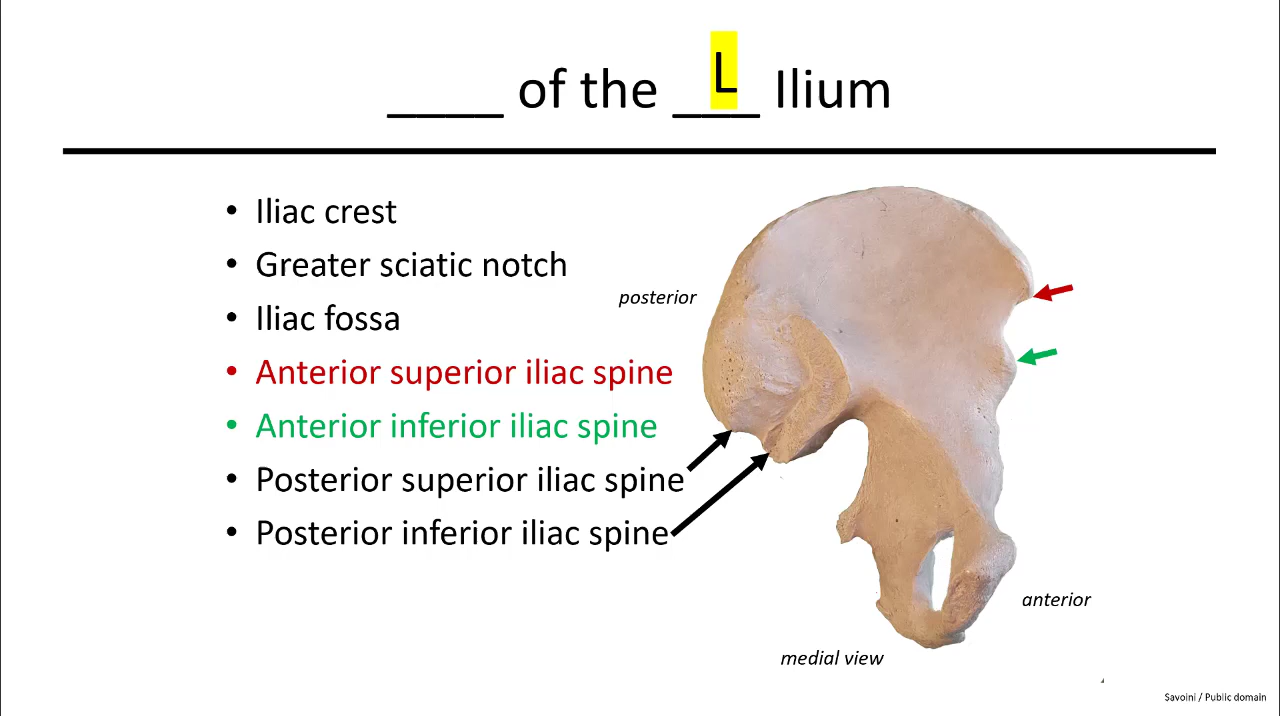 ____ of the ___ Ilium
L
• Iliac crest
• Greater sciatic notch
posterior
• Iliac fossa
• Anterior superior iliac spine
• Anterior inferior iliac spine
• Posterior superior iliac spine
• Posterior inferior iliac spine
anterior
medial view
Savoini / Public domain